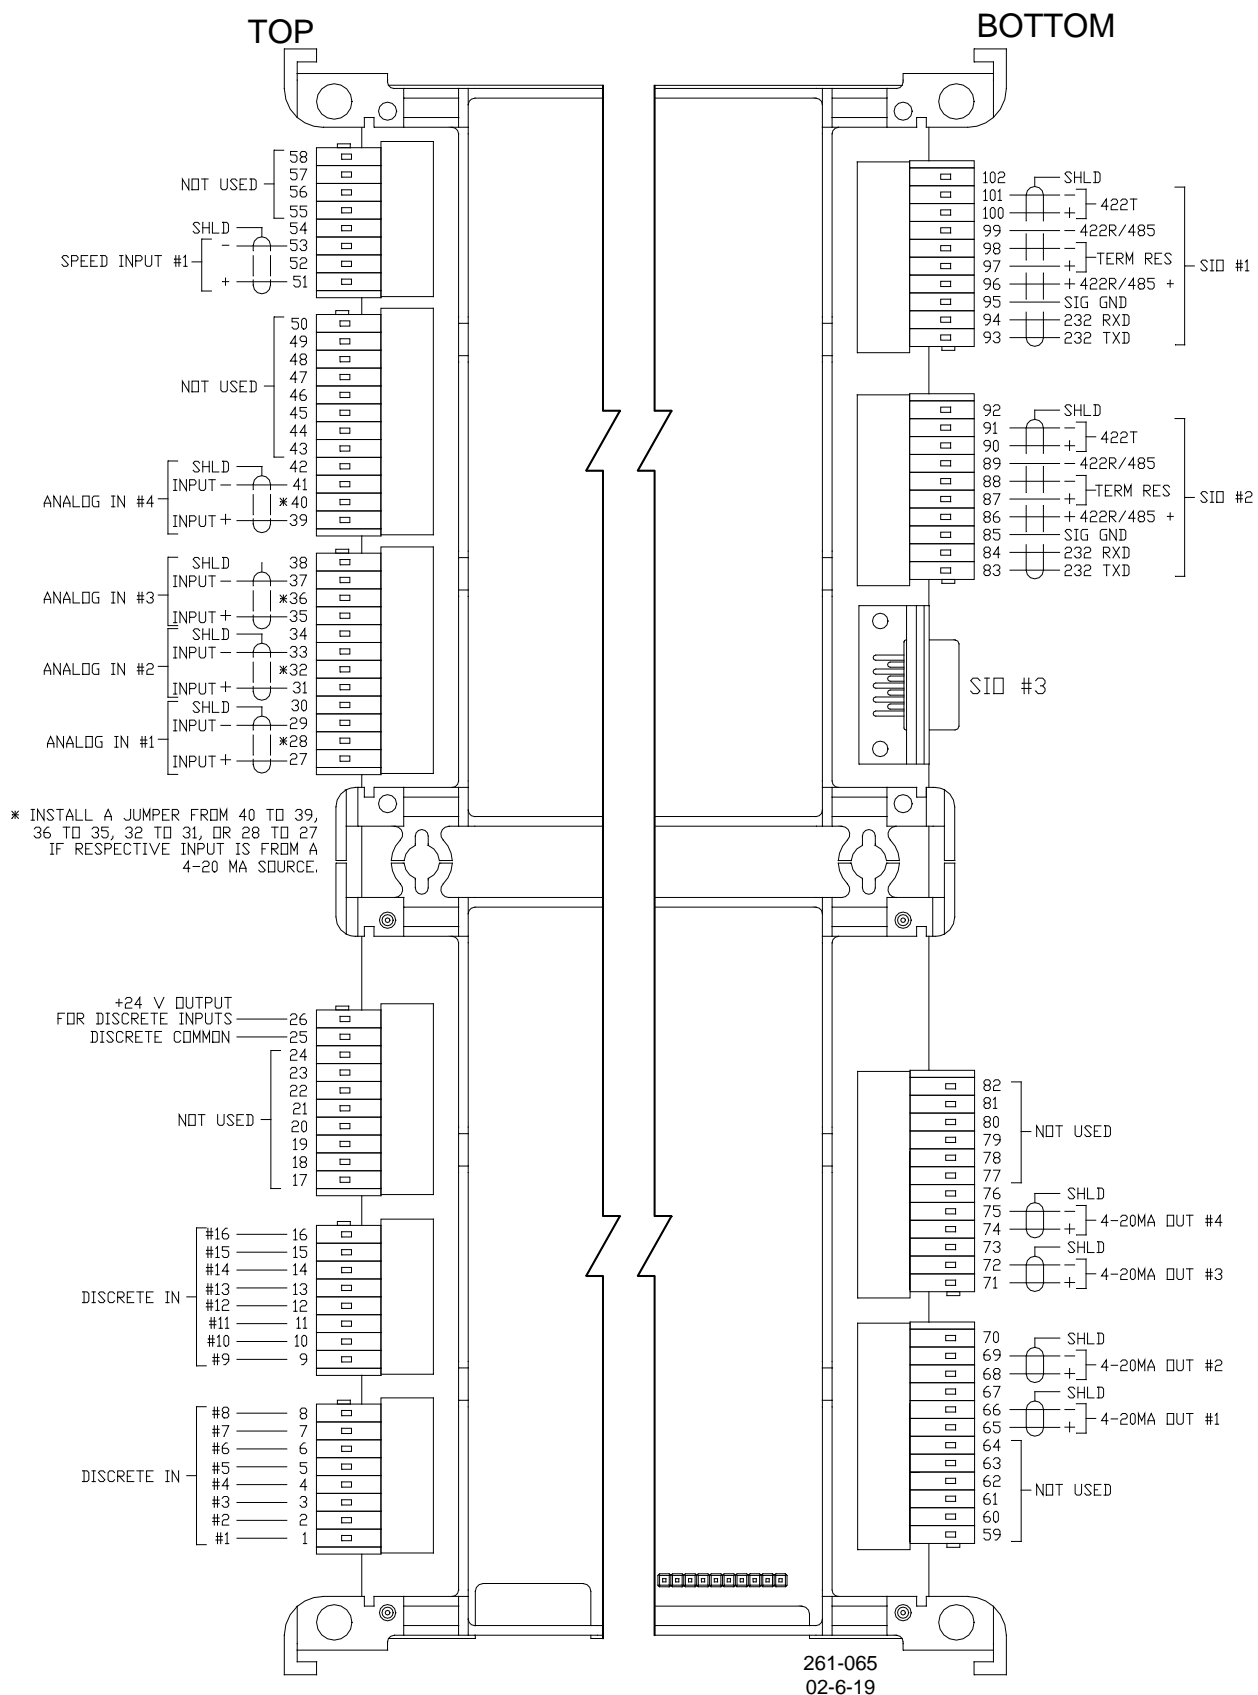 TOP
BOTTOM
58
57
NOT USED
56
55
SHLD 54
- 53
SPEED INPUT #1
52
+ 51
50
49
48
47
NOT USED
46
45
44
43
SHLD 42
INPUT - 41
ANALOG IN #4
*40
INPUT + 39
SHLD 38
INPUT - 37
ANALOG IN #3
*36
INPUT + 35
SHLD 34
INPUT - 33
ANALOG IN #2
*32
INPUT + 31
SHLD 30
INPUT - 29
ANALOG IN #1
*28
INPUT + 27
* INSTALL A JUMPER FROM 40 TO 39,
36 TO 35, 32 TO 31, OR 28 TO 27
IF RESPECTIVE INPUT IS FROM A
4-20 MA SOURCE.
+24 V OUTPUT
FOR DISCRETE INPUTS 26
DISCRETE COMMON 25
24
23
22
21
NOT USED
20
19
18
17
#16 16
#15 15
#14 14
#13 13
DISCRETE IN
#12 12
#11 11
#10 10
#9 9
#8 8
#7 7
#6 6
#5 5
DISCRETE IN
#4 4
#3 3
#2 2
#1 1
102 SHLD
101 -
422T
100 +
99 - 422R/485
98 -
TERM RES
97 +
SIO #1
96 + 422R/485 +
95 SIG GND
94 232 RXD
93 232 TXD
92 SHLD
91 -
422T
90 +
89 - 422R/485
88 -
TERM RES
87 +
SIO #2
86 + 422R/485 +
85 SIG GND
84 232 RXD
83 232 TXD
SIO #3
82
81
80
NOT USED
79
78
77
76 SHLD
75 -
4-20MA OUT #4
74 +
73 SHLD
72 -
4-20MA OUT #3
71 +
70 SHLD
69 -
4-20MA OUT #2
68 +
67 SHLD
66 -
4-20MA OUT #1
65 +
64
63
62
NOT USED
61
60
59
261-065
02-6-19